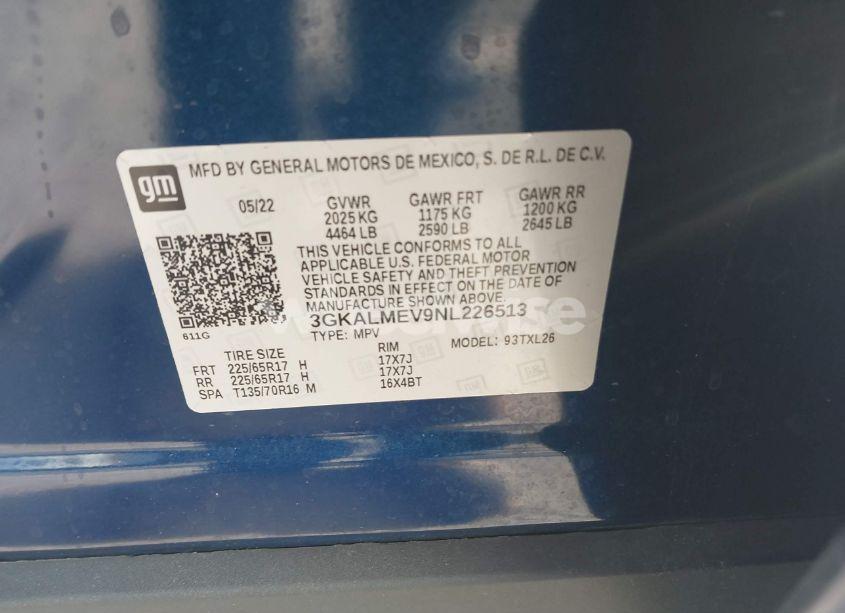 gm
MFD BY GENERAL MOTORS DE MEXICO, S. DE R.L. DE C.V.
05/22
GVWR GAWR FRT GAWR RR
2025 KG 1175 KG 1200 KG
4464 LB 2590 LB 2645 LB
THIS VEHICLE CONFORMS TO ALL
APPLICABLE U.S. FEDERAL MOTOR
VEHICLE SAFETY AND THEFT PREVENTION
STANDARDS IN EFFECT ON THE DATE OF
MANUFACTURE SHOWN ABOVE.
3GKALMEV9NL226513
611G
TYPE: MPV MODEL: 93TXL26
TIRE SIZE RIM
FRT 225/65R17 H 17X7J
RR 225/65R17 H 17X7J
SPA T135/70R16 M 16X4BT